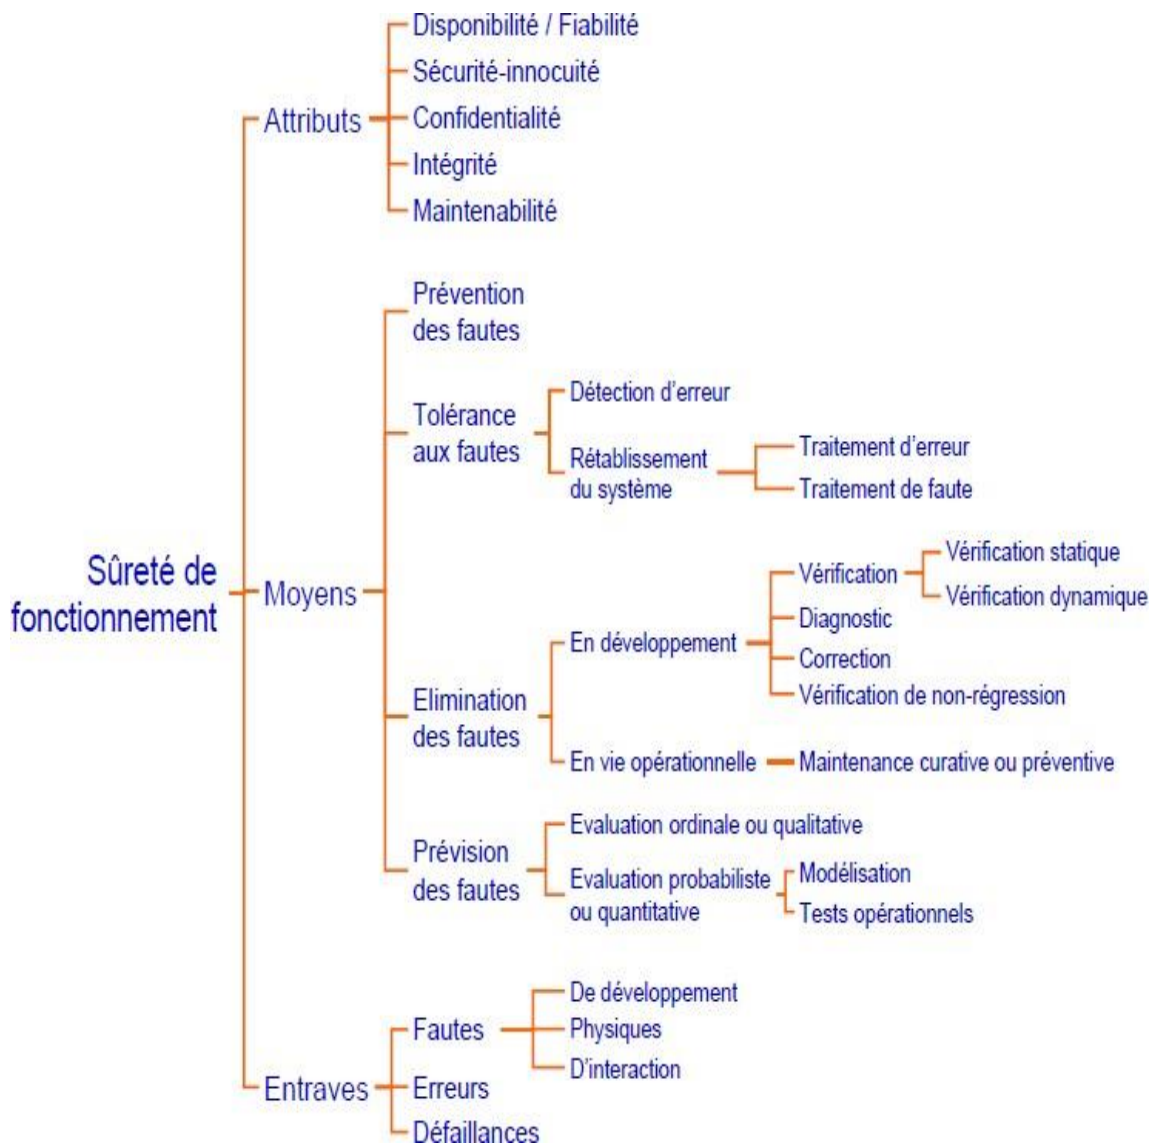 Disponibilité / Fiabilité
Sécurité-innocuité
Attributs
Confidentialité
Intégrité
Maintenabilité
Prévention
des fautes
Détection d'erreur
Tolérance
aux fautes
Rétablissement
du système
Traitement d'erreur
Traitement de faute
Sûreté de
fonctionnement
Moyens
Vérification statique
Vérification
Vérification dynamique
Diagnostic
En développement
Correction
Vérification de non-régression
Elimination
des fautes
En vie opérationnelle
Maintenance curative ou préventive
Evaluation ordinale ou qualitative
Prévision
des fautes
Evaluation probabiliste
ou quantitative
Modélisation
Tests opérationnels
De développement
Fautes
Physiques
D'interaction
Entraves
Erreurs
Défaillances